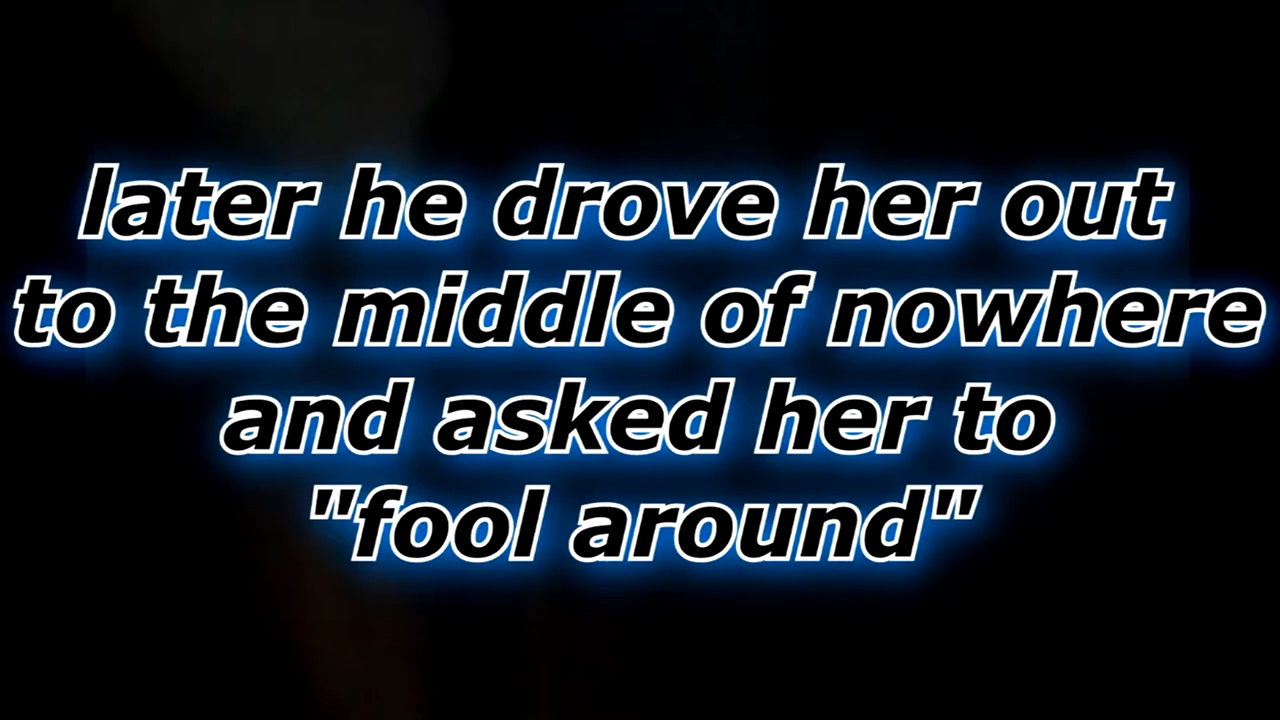 later he drove her out
to the middle of nowhere
and asked her to
"fool around"